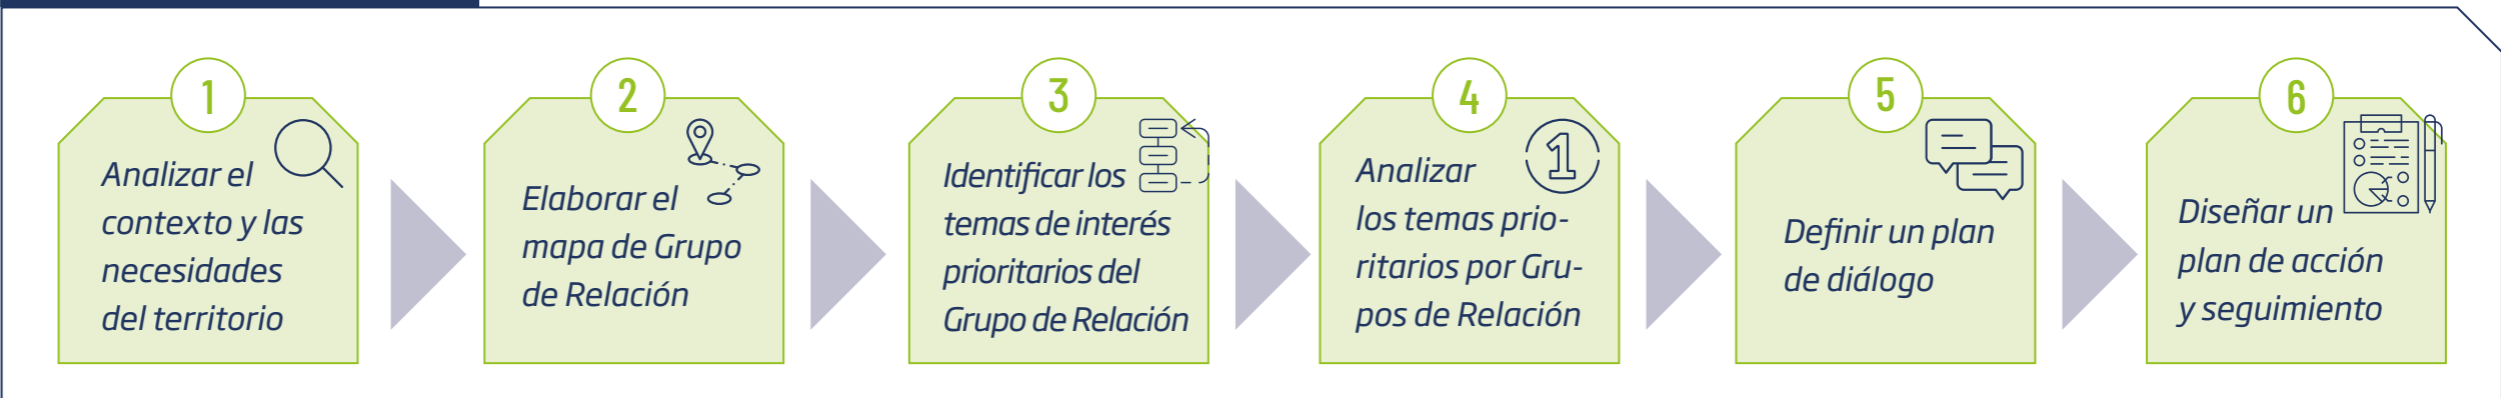 1
Analizar el
contexto y las
necesidades
del territorio
2
Elaborar el
mapa de Grupo
de Relación
3
Identificar los
temas de interés
prioritarios del
Grupo de Relación
4
1
Analizar
los temas prio-
ritarios por Gru-
pos de Relación
5
Definir un plan
de diálogo
6
Diseñar un
plan de acción
y seguimiento